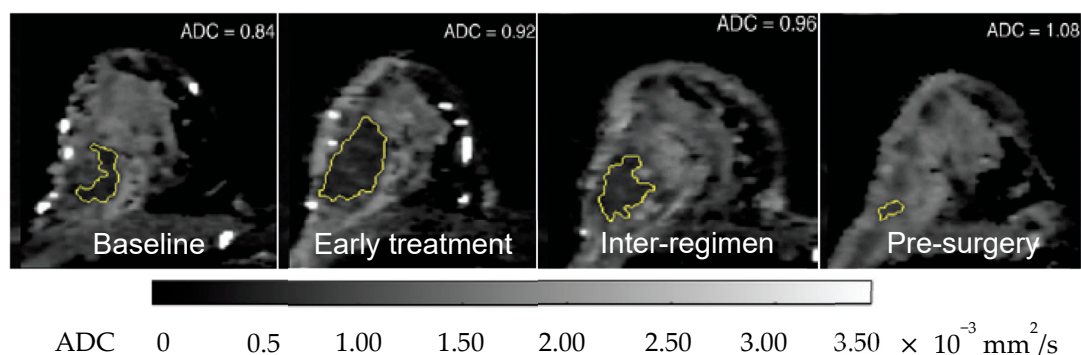 ADC = 0.84
ADC = 0.92
ADC = 0.96
ADC = 1.08
Baseline
Early treatment
Inter-regimen
Pre-surgery
ADC 0 0.5 1.00 1.50 2.00 2.50 3.00 3.50 × 10⁻³ mm²/s